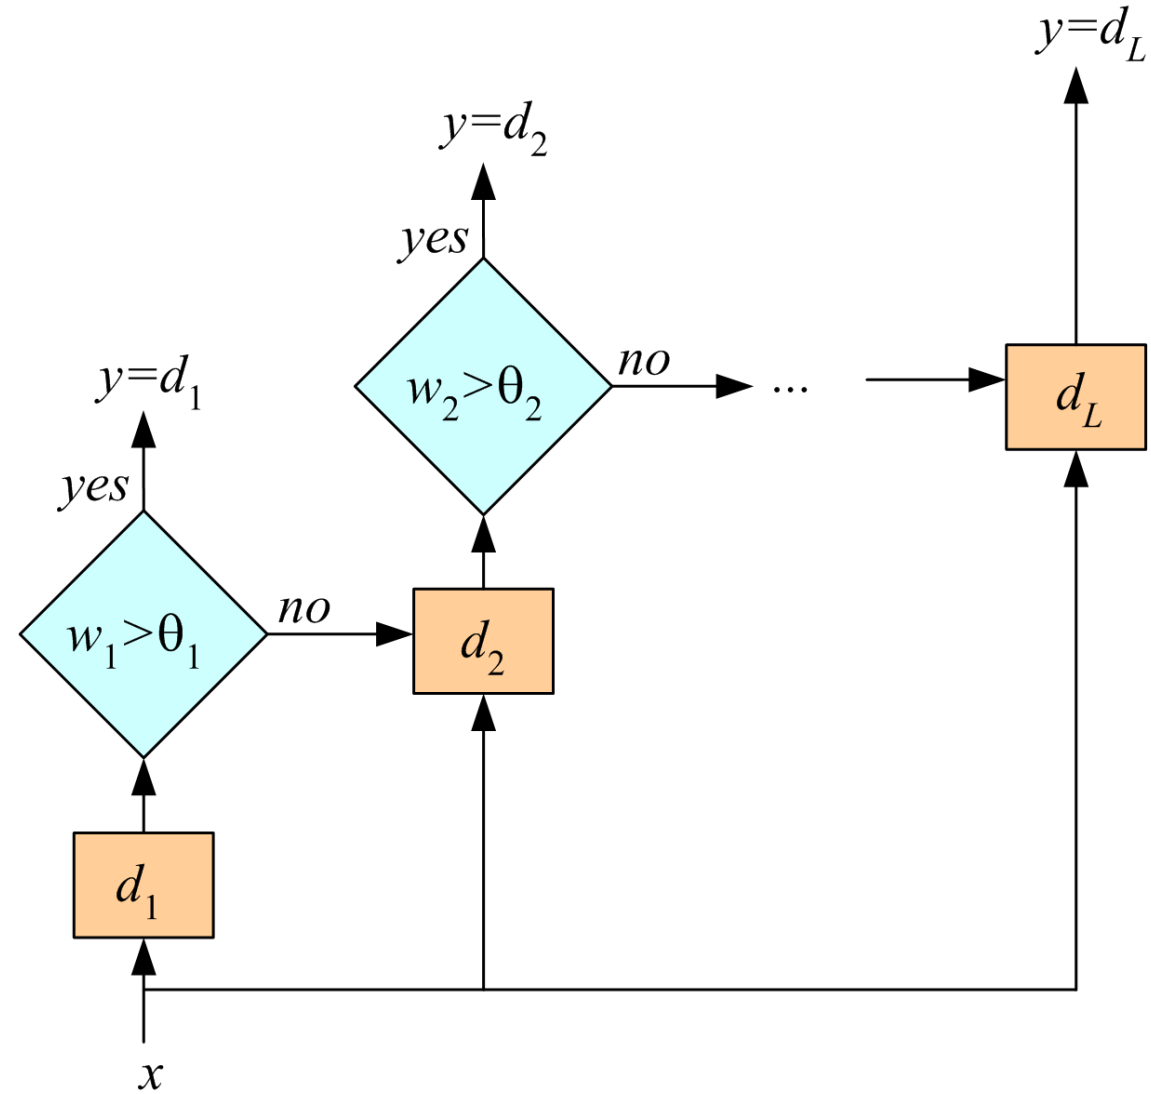 y=d_L
y=d_2
yes
w_2>θ_2
no
...
d_L
y=d_1
yes
w_1>θ_1
no
d_2
d_1
x